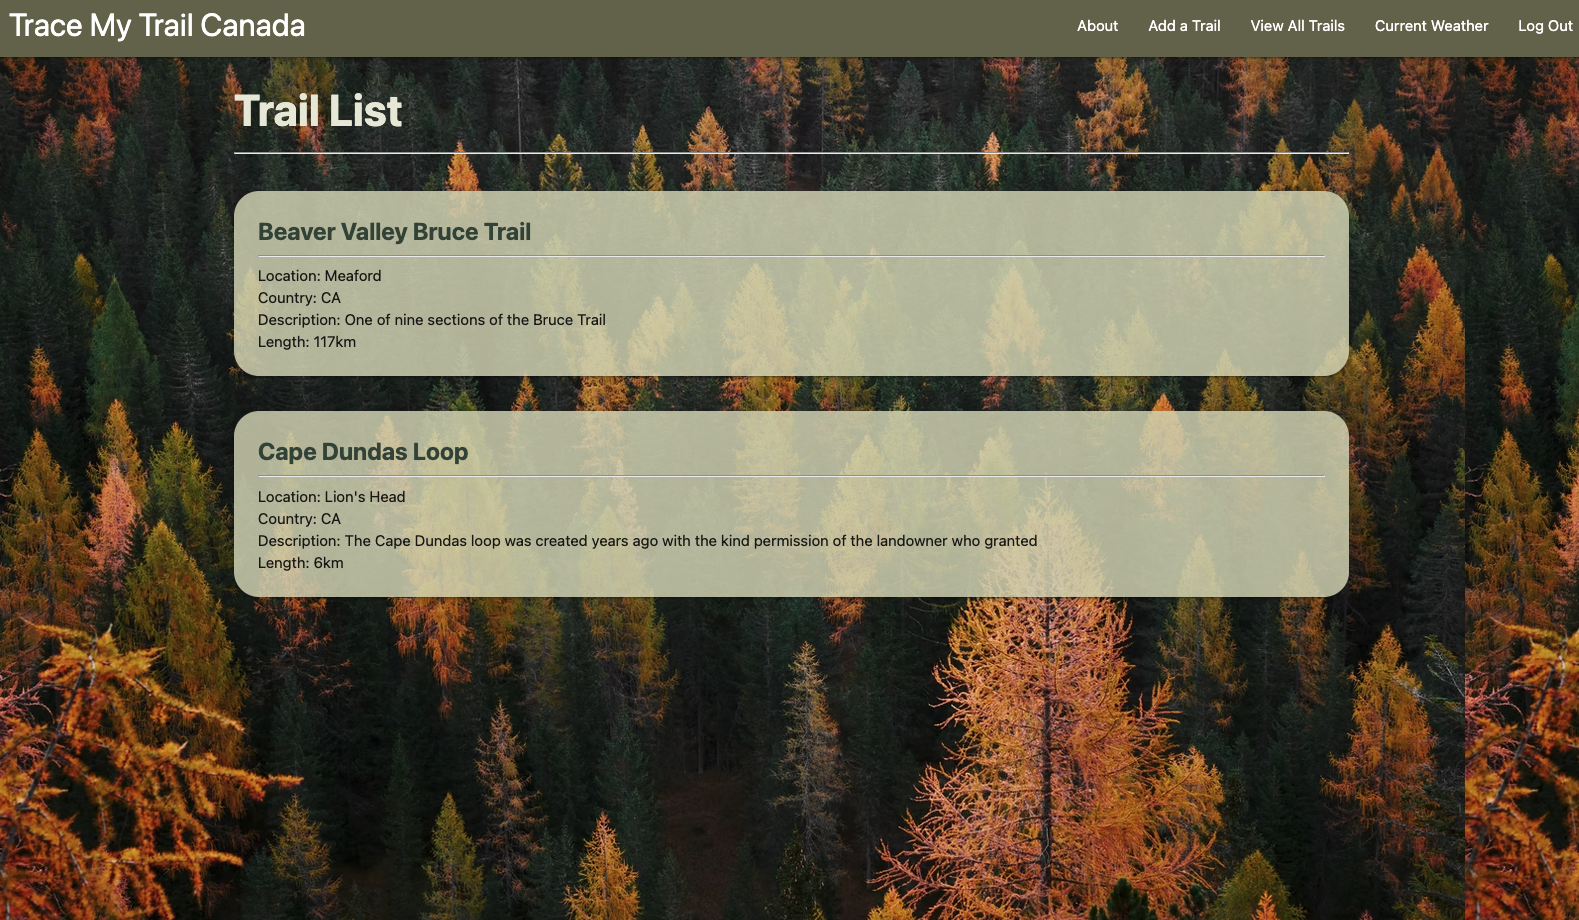 Trace My Trail Canada
About
Add a Trail
View All Trails
Current Weather
Log Out
Trail List
Beaver Valley Bruce Trail
Location: Meaford
Country: CA
Description: One of nine sections of the Bruce Trail
Length: 117km
Cape Dundas Loop
Location: Lion's Head
Country: CA
Description: The Cape Dundas loop was created years ago with the kind permission of the landowner who granted
Length: 6km